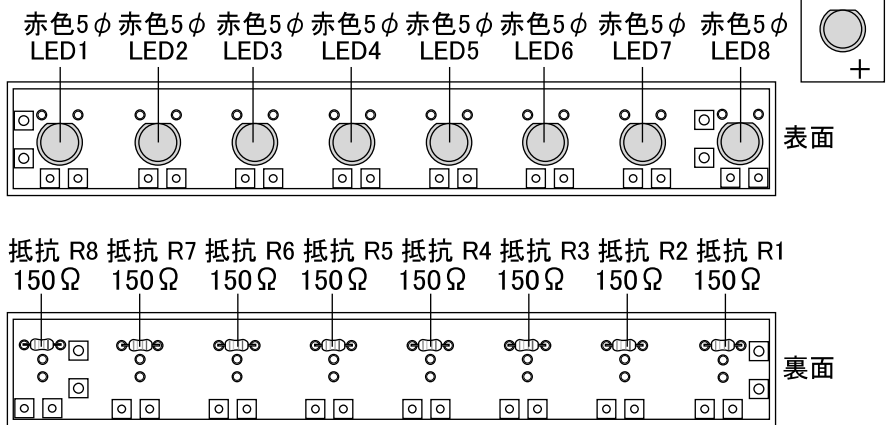 赤色5φ 赤色5φ 赤色5φ 赤色5φ 赤色5φ 赤色5φ 赤色5φ 赤色5φ
LED1 LED2 LED3 LED4 LED5 LED6 LED7 LED8
+
表面
抵抗 R8 抵抗 R7 抵抗 R6 抵抗 R5 抵抗 R4 抵抗 R3 抵抗 R2 抵抗 R1
150Ω 150Ω 150Ω 150Ω 150Ω 150Ω 150Ω 150Ω
裏面